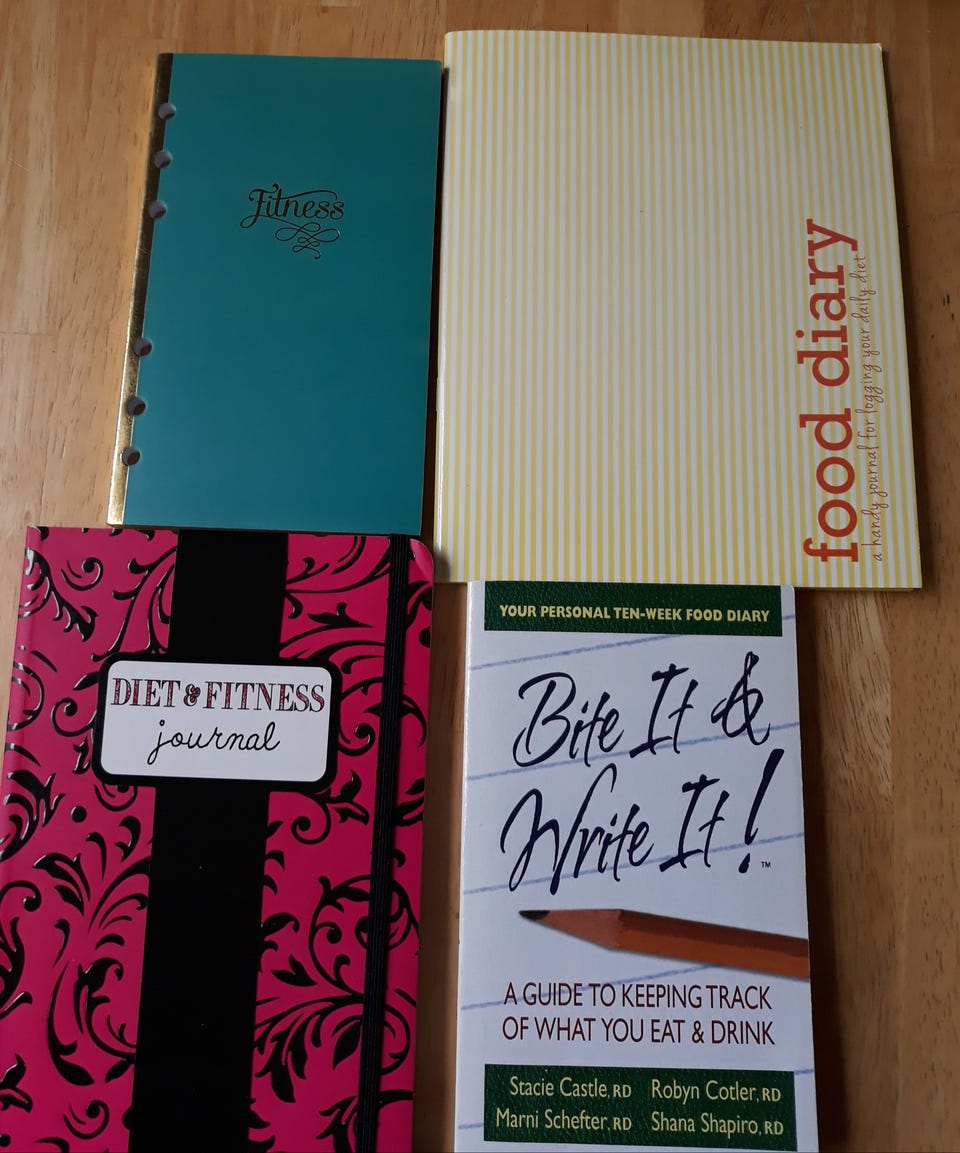 Fitness
food diary
a handy journal for logging your daily diet
DIET & FITNESS
journal
YOUR PERSONAL TEN-WEEK FOOD DIARY
Bite It &
Write It!™
A GUIDE TO KEEPING TRACK
OF WHAT YOU EAT & DRINK
Stacie Castle, RD Robyn Cotler, RD
Marni Schefter, RD Shana Shapiro, RD